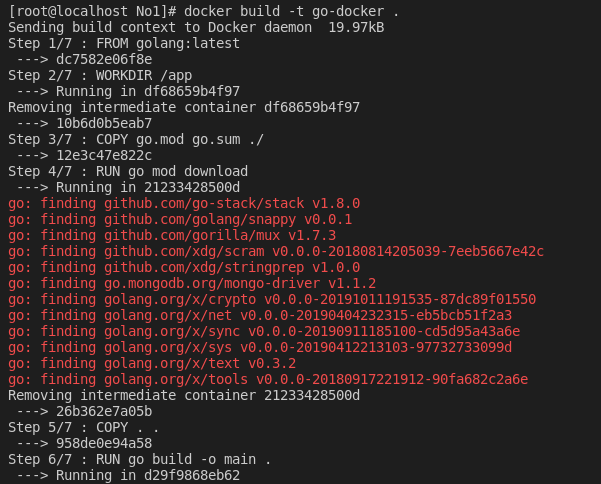 [root@localhost No1]# docker build -t go-docker .
Sending build context to Docker daemon  19.97kB
Step 1/7 : FROM golang:latest
 ---> dc7582e06f8e
Step 2/7 : WORKDIR /app
 ---> Running in df68659b4f97
Removing intermediate container df68659b4f97
 ---> 10b6d0b5eab7
Step 3/7 : COPY go.mod go.sum ./
 ---> 12e3c47e822c
Step 4/7 : RUN go mod download
 ---> Running in 21233428500d
go: finding github.com/go-stack/stack v1.8.0
go: finding github.com/golang/snappy v0.0.1
go: finding github.com/gorilla/mux v1.7.3
go: finding github.com/xdg/scram v0.0.0-20180814205039-7eeb5667e42c
go: finding github.com/xdg/stringprep v1.0.0
go: finding go.mongodb.org/mongo-driver v1.1.2
go: finding golang.org/x/crypto v0.0.0-20191011191535-87dc89f01550
go: finding golang.org/x/net v0.0.0-20190404232315-eb5bcb51f2a3
go: finding golang.org/x/sync v0.0.0-20190911185100-cd5d95a43a6e
go: finding golang.org/x/sys v0.0.0-20190412213103-97732733099d
go: finding golang.org/x/text v0.3.2
go: finding golang.org/x/tools v0.0.0-20180917221912-90fa682c2a6e
Removing intermediate container 21233428500d
 ---> 26b362e7a05b
Step 5/7 : COPY . .
 ---> 958de0e94a58
Step 6/7 : RUN go build -o main .
 ---> Running in d29f9868eb62